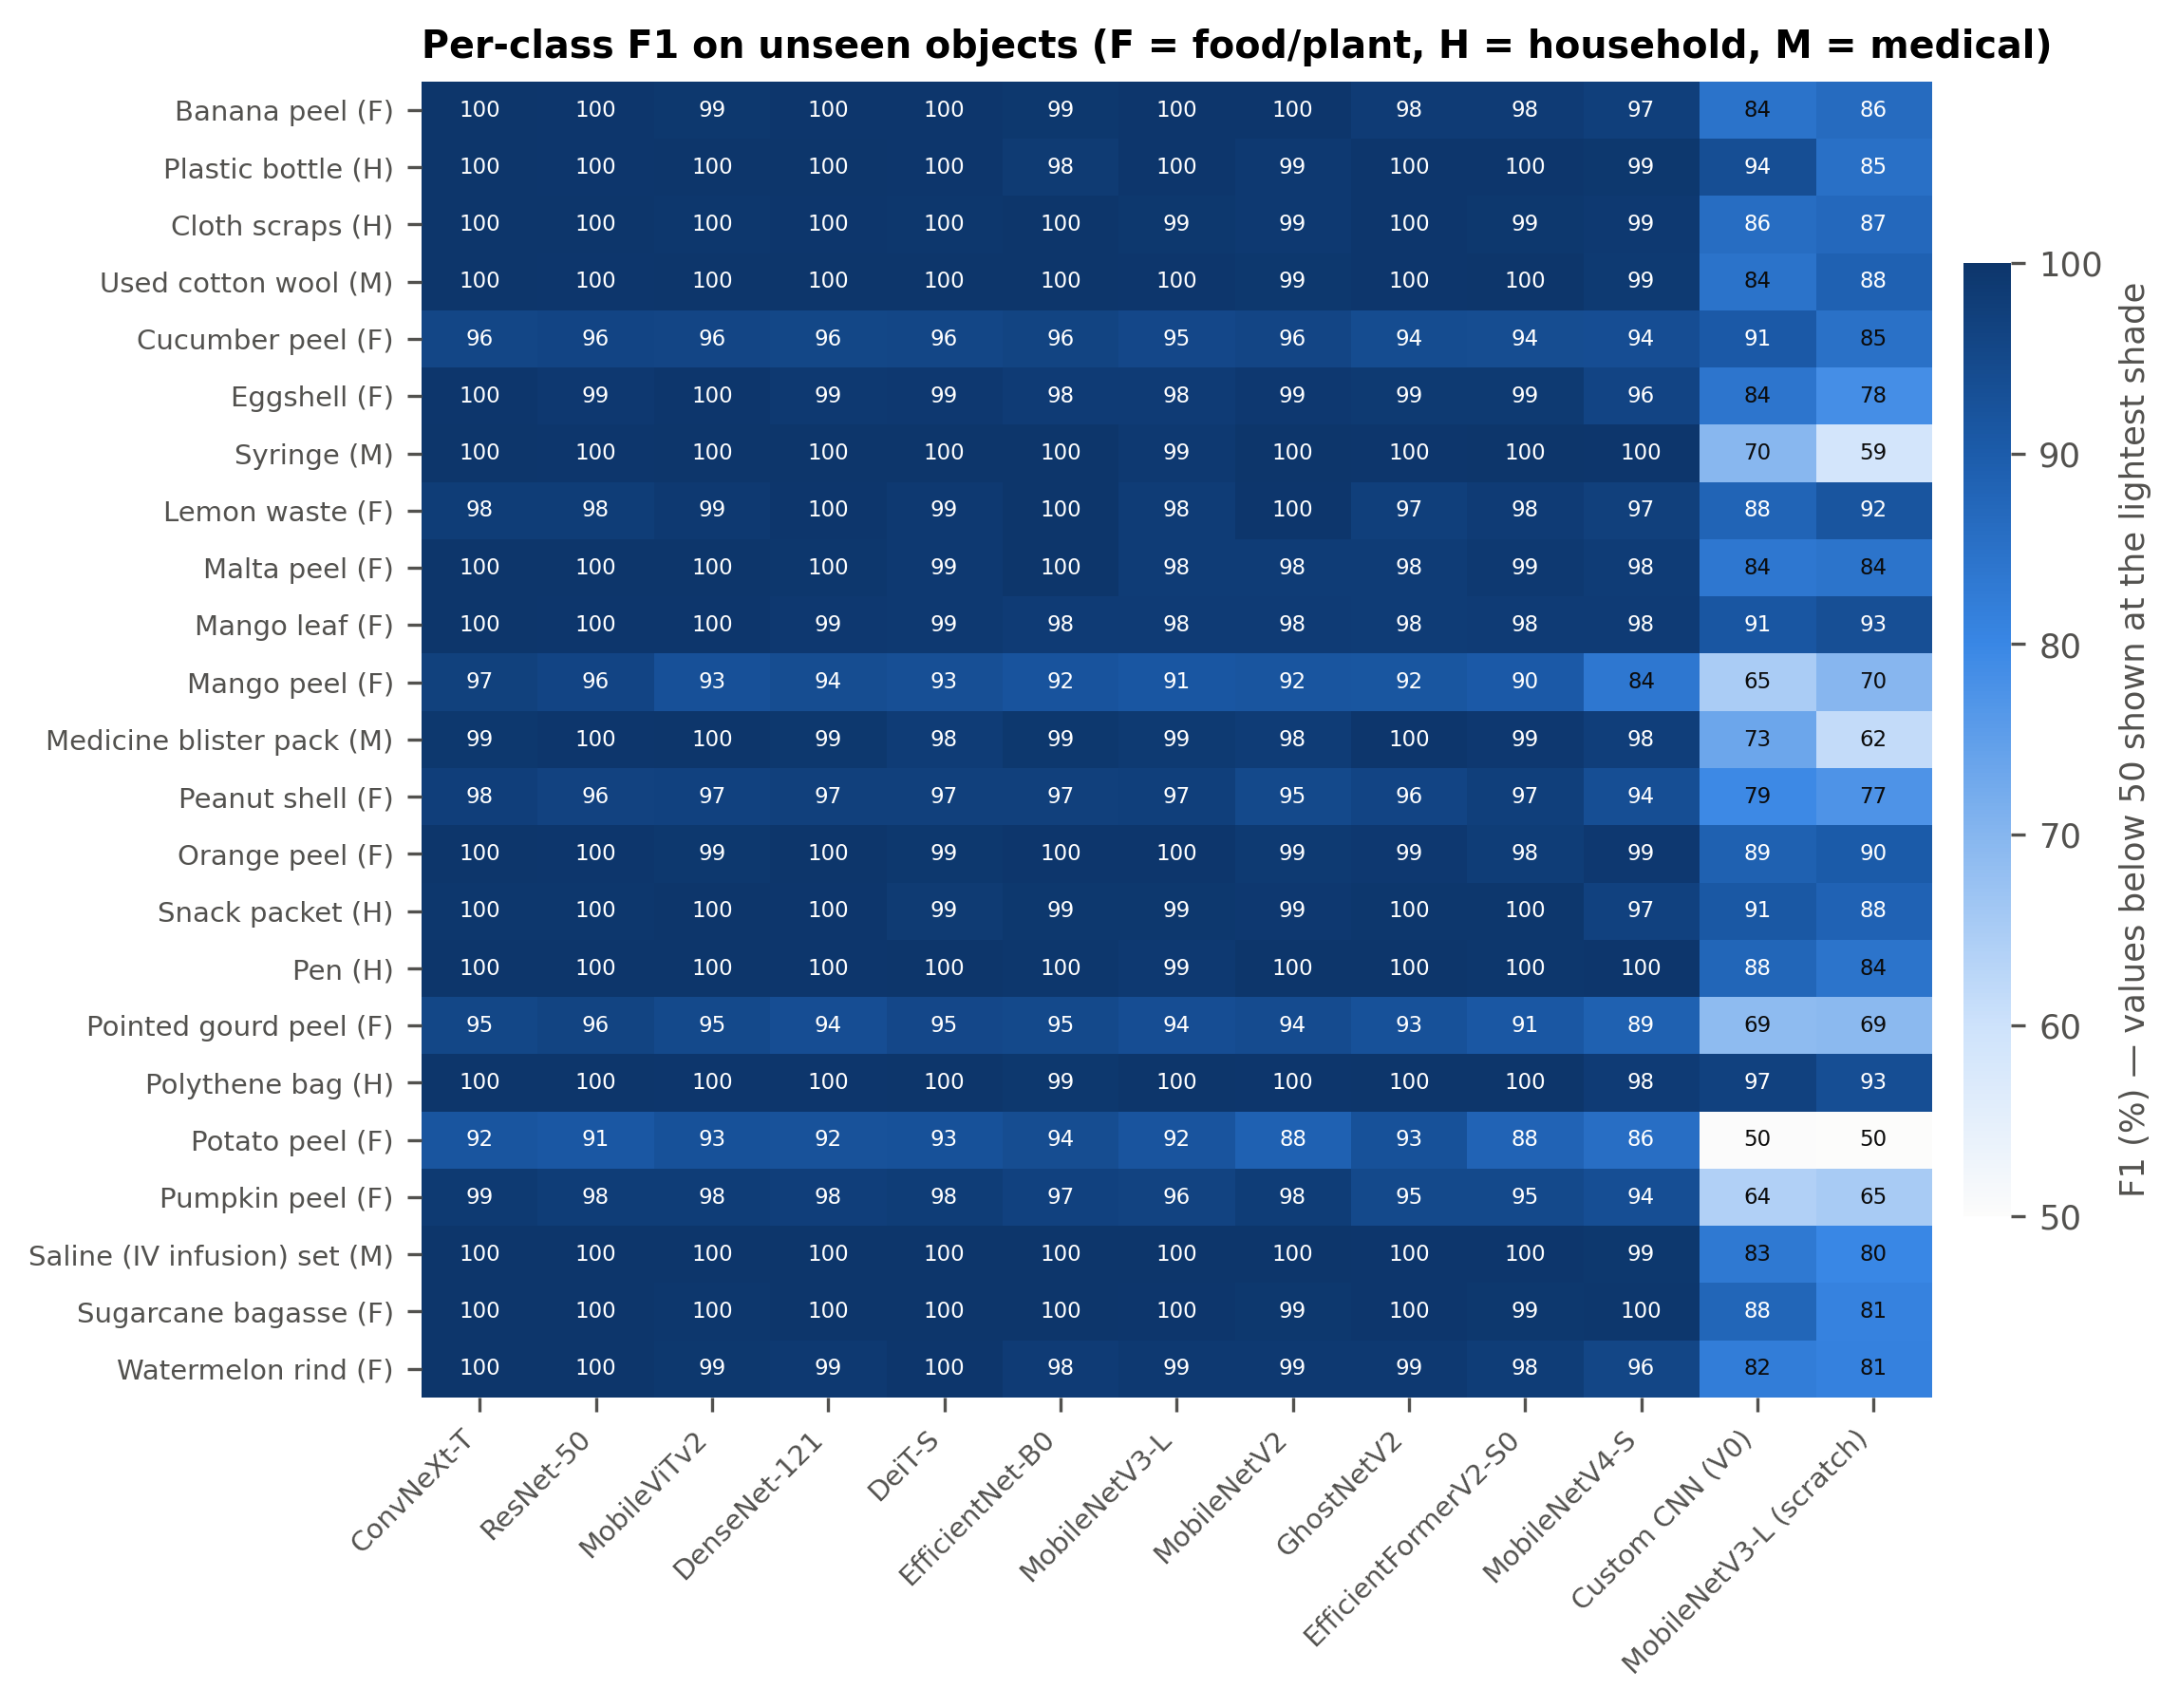 Per-class F1 on unseen objects (F = food/plant, H = household, M = medical)
Banana peel (F) 100 100 99 100 100 99 100 100 98 98 97 84 86
Plastic bottle (H) 100 100 100 100 100 98 100 99 100 100 99 94 85
Cloth scraps (H) 100 100 100 100 100 100 99 99 100 99 99 86 87
Used cotton wool (M) 100 100 100 100 100 100 100 99 100 100 99 84 88
Cucumber peel (F) 96 96 96 96 96 96 95 96 94 94 94 91 85
Eggshell (F) 100 99 100 99 99 98 98 99 99 99 96 84 78
Syringe (M) 100 100 100 100 100 100 99 100 100 100 100 70 59
Lemon waste (F) 98 98 99 100 99 100 98 100 97 98 97 88 92
Malta peel (F) 100 100 100 100 99 100 98 98 98 99 98 84 84
Mango leaf (F) 100 100 100 99 99 98 98 98 98 98 98 91 93
Mango peel (F) 97 96 93 94 93 92 91 92 92 90 84 65 70
Medicine blister pack (M) 99 100 100 99 98 99 99 98 100 99 98 73 62
Peanut shell (F) 98 96 97 97 97 97 97 95 96 97 94 79 77
Orange peel (F) 100 100 99 100 99 100 100 99 99 98 99 89 90
Snack packet (H) 100 100 100 100 99 99 99 99 100 100 97 91 88
Pen (H) 100 100 100 100 100 100 99 100 100 100 100 88 84
Pointed gourd peel (F) 95 96 95 94 95 95 94 94 93 91 89 69 69
Polythene bag (H) 100 100 100 100 100 99 100 100 100 100 98 97 93
Potato peel (F) 92 91 93 92 93 94 92 88 93 88 86 50 50
Pumpkin peel (F) 99 98 98 98 98 97 96 98 95 95 94 64 65
Saline (IV infusion) set (M) 100 100 100 100 100 100 100 100 100 100 99 83 80
Sugarcane bagasse (F) 100 100 100 100 100 100 100 99 100 99 100 88 81
Watermelon rind (F) 100 100 99 99 100 98 99 99 99 98 96 82 81
ConvNeXt-T
ResNet-50
MobileViTv2
DenseNet-121
DeiT-S
EfficientNet-B0
MobileNetV3-L
MobileNetV2
GhostNetV2
EfficientFormerV2-S0
MobileNetV4-S
Custom CNN (V0)
MobileNetV3-L (scratch)
100
90
80
70
60
50
F1 (%) — values below 50 shown at the lightest shade